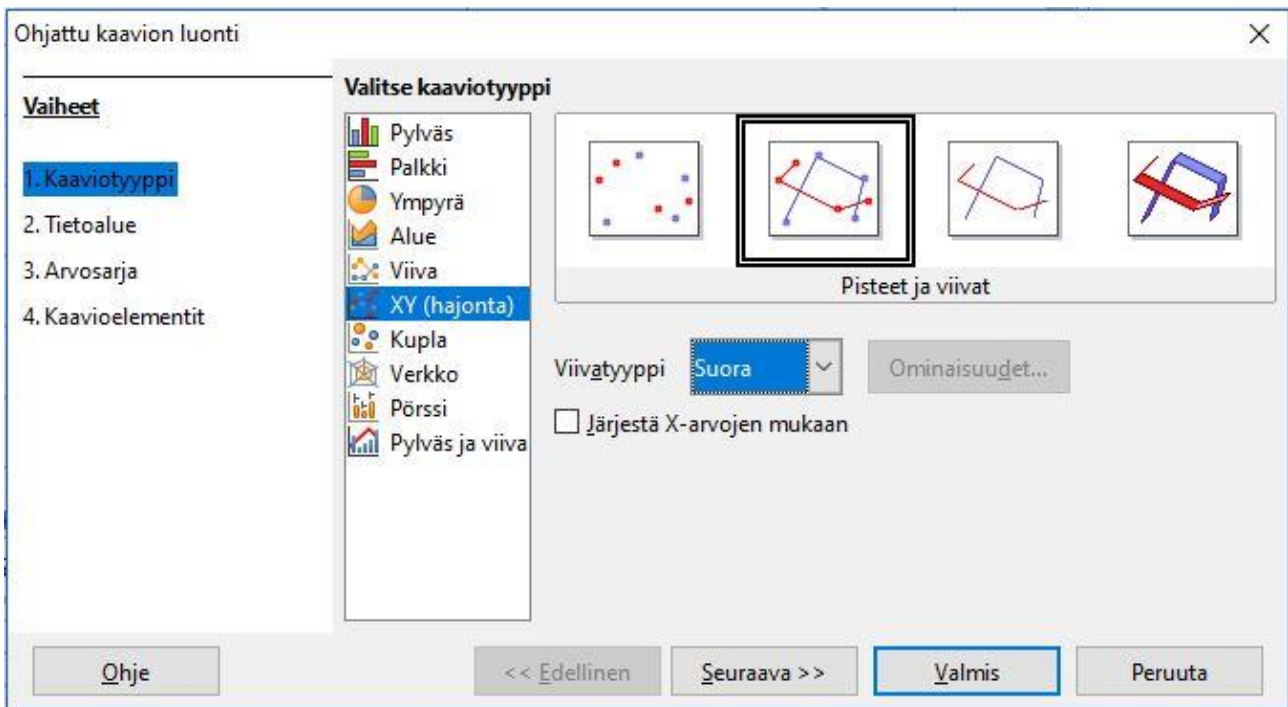 Ohjattu kaavion luonti
Vaiheet
1. Kaaviotyyppi
2. Tietoalue
3. Arvosarja
4. Kaavioelementit
Valitse kaaviotyyppi
Pylväs
Palkki
Ympyrä
Alue
Viiva
XY (hajonta)
Kupla
Verkko
Pörssi
Pylväs ja viiva
Pisteet ja viivat
Viivatyyppi Suora Ominaisuudet...
Järjestä X-arvojen mukaan
Ohje << Edellinen Seuraava >> Valmis Peruuta